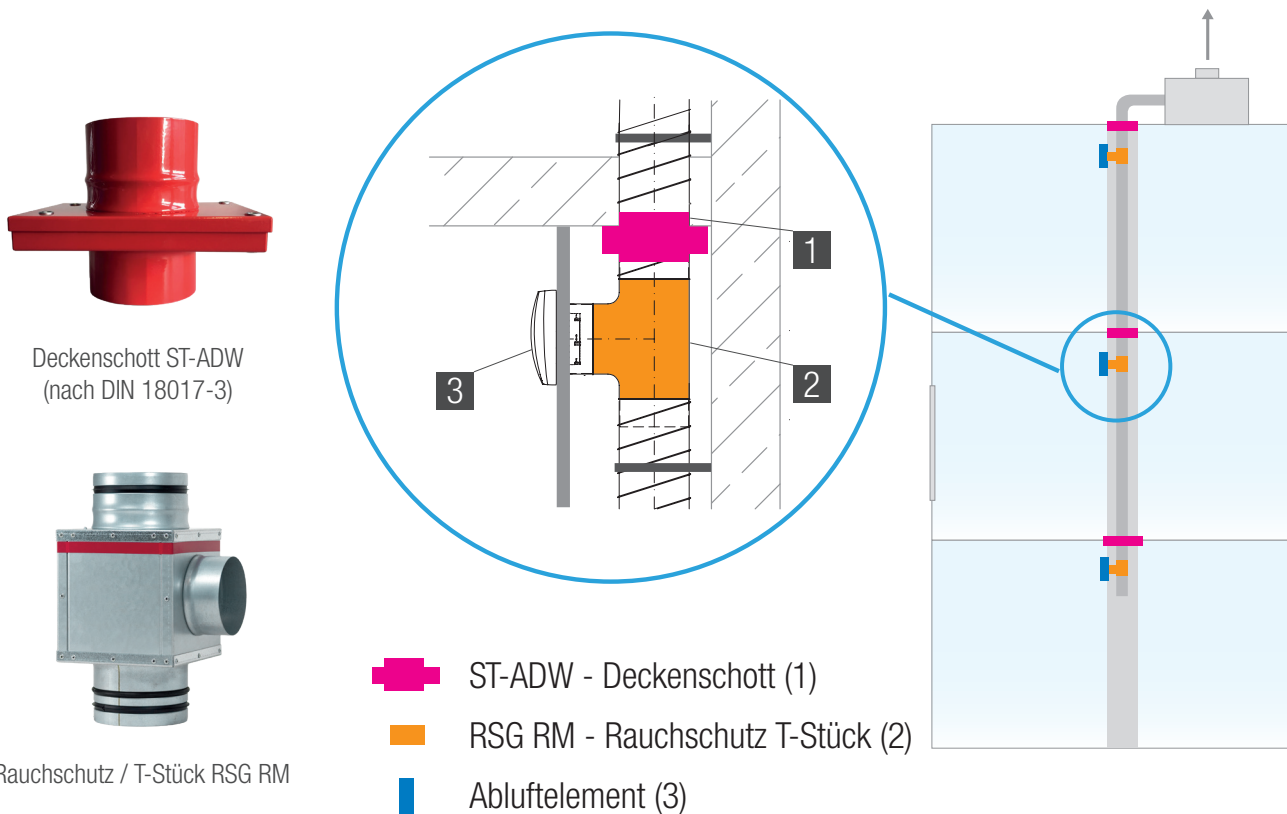 Deckenschott ST-ADW
(nach DIN 18017-3)
Rauchschutz / T-Stück RSG RM
1
2
3
ST-ADW - Deckenschott (1)
RSG RM - Rauchschutz T-Stück (2)
Abluftelement (3)